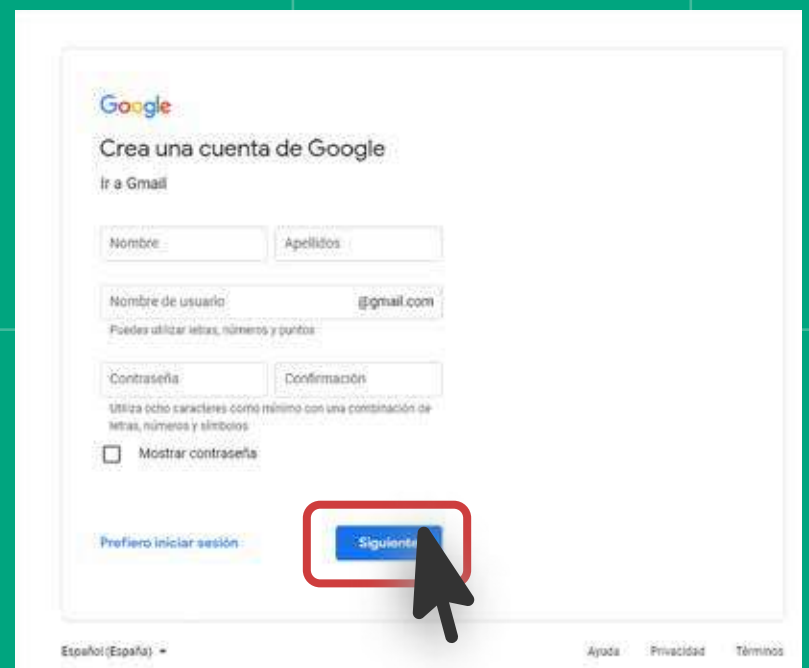 Google
Crea una cuenta de Google
Ir a Gmail
Nombre Apellidos
Nombre de usuario @gmail.com
Puedes utilizar letras, números y puntos
Contraseña Confirmación
Utiliza ocho caracteres como mínimo con una combinación de
letras, números y símbolos
Mostrar contraseña
Prefiero iniciar sesión Siguiente
Español (España) Ayuda Privacidad Términos